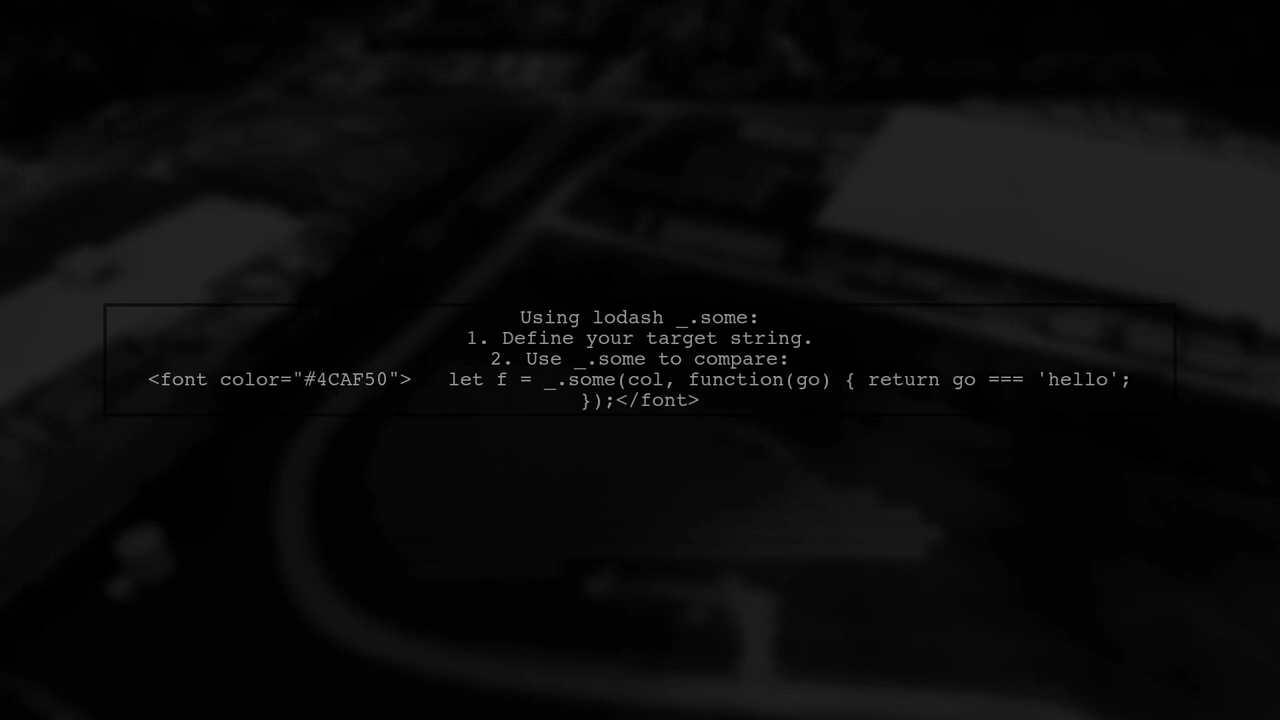 Using lodash _.some:
1. Define your target string.
2. Use _.some to compare:
<font color="#4CAF50">   let f = _.some(col, function(go) { return go === 'hello';
});</font>